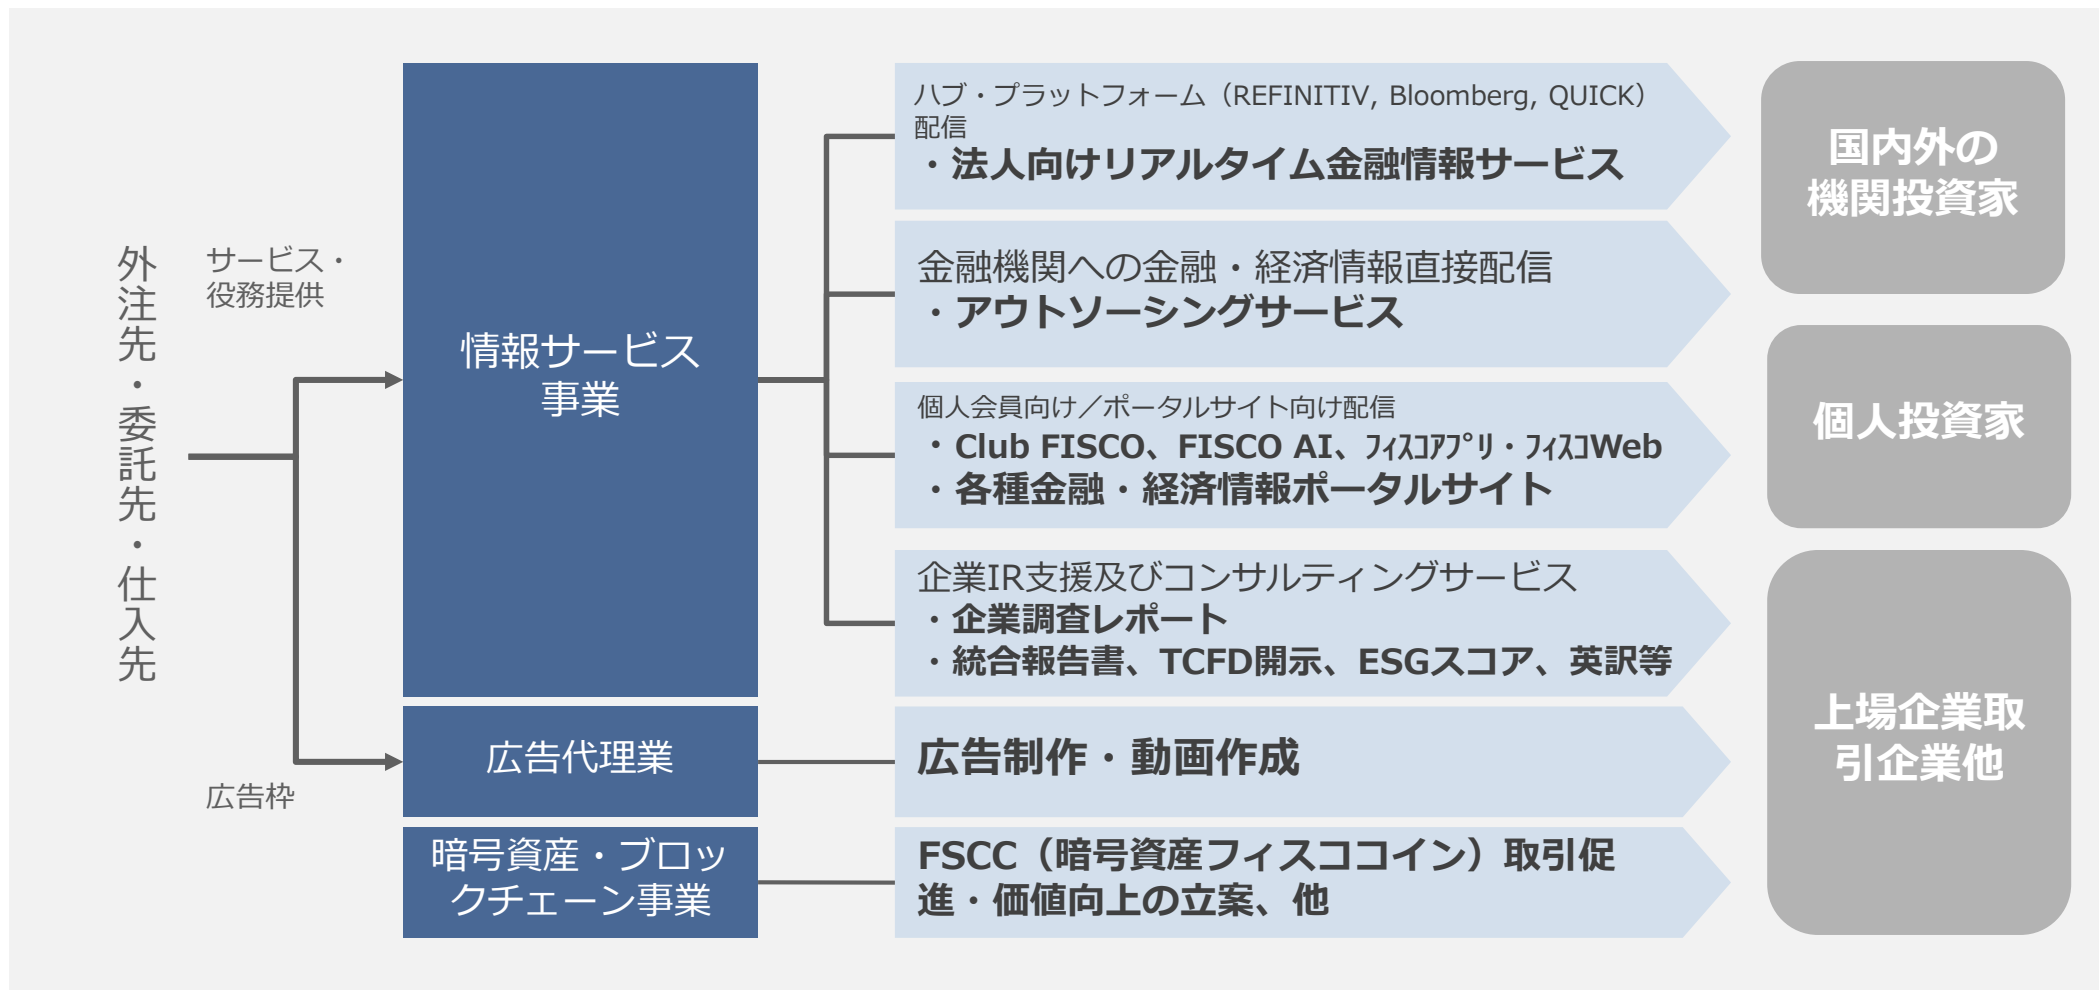 外注先・委託先・仕入先
サービス・
役務提供
広告枠
情報サービス
事業
広告代理業
暗号資産・ブロッ
クチェーン事業
ハブ・プラットフォーム（REFINITIV, Bloomberg, QUICK）
配信
・法人向けリアルタイム金融情報サービス
金融機関への金融・経済情報直接配信
・アウトソーシングサービス
個人会員向け／ポータルサイト向け配信
・Club FISCO、FISCO AI、ﾌｨｽｺｱﾌﾟﾘ・ﾌｨｽｺWeb
・各種金融・経済情報ポータルサイト
企業IR支援及びコンサルティングサービス
・企業調査レポート
・統合報告書、TCFD開示、ESGスコア、英訳等
広告制作・動画作成
FSCC（暗号資産フィスココイン）取引促
進・価値向上の立案、他
国内外の
機関投資家
個人投資家
上場企業取
引企業他